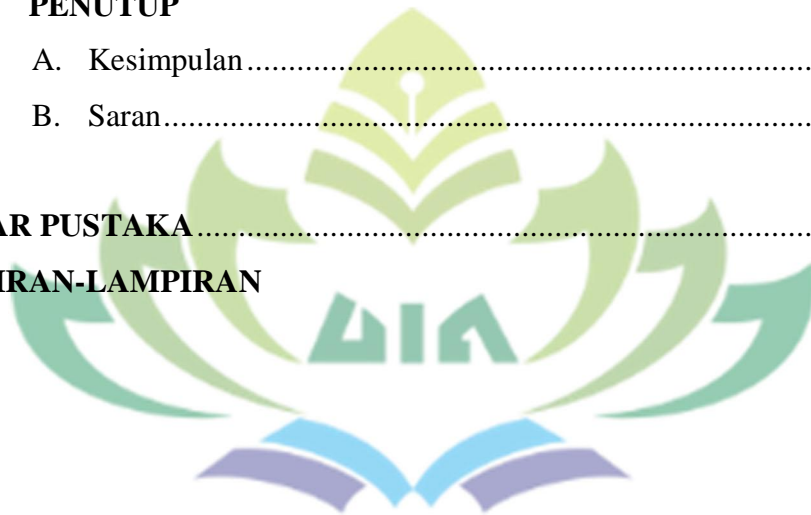 PENUTUP
A. Kesimpulan........................................................................
B. Saran..................................................................................
AR PUSTAKA..............................................................................
IRAN-LAMPIRAN
UIN